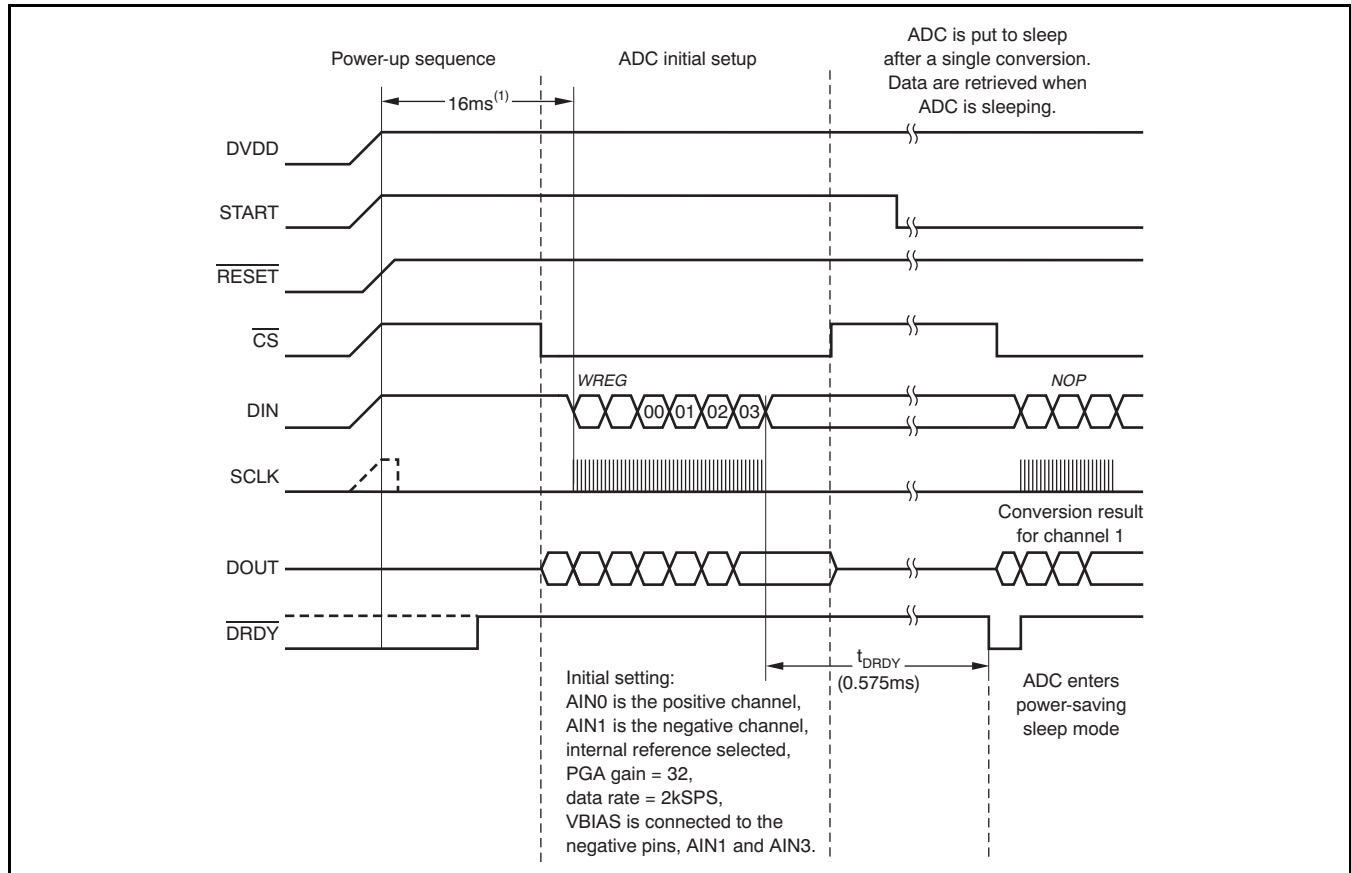 Power-up sequence
ADC initial setup
ADC is put to sleep
after a single conversion.
Data are retrieved when
ADC is sleeping.
16ms(1)
DVDD
START
RESET
CS
WREG
NOP
DIN
00 01 02 03
SCLK
Conversion result
for channel 1
DOUT
DRDY
tDRDY
(0.575ms)
Initial setting:
AIN0 is the positive channel,
AIN1 is the negative channel,
internal reference selected,
PGA gain = 32,
data rate = 2kSPS,
VBIAS is connected to the
negative pins, AIN1 and AIN3.
ADC enters
power-saving
sleep mode